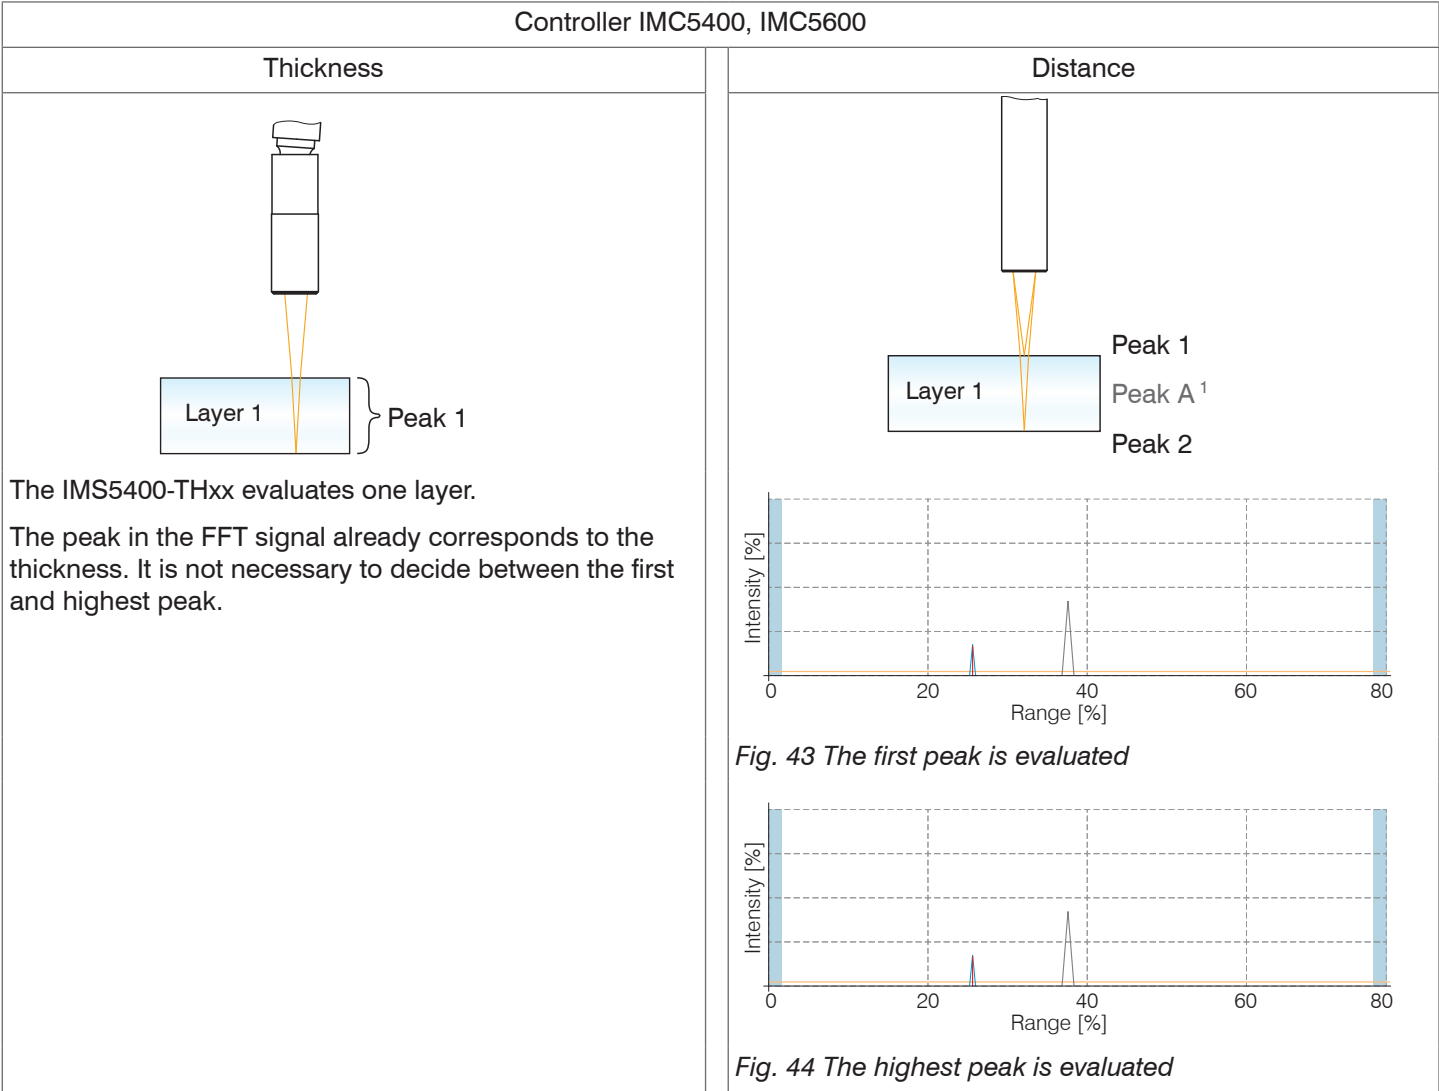 Controller IMC5400, IMC5600
Thickness
Layer 1
Peak 1
The IMS5400-THxx evaluates one layer.
The peak in the FFT signal already corresponds to the
thickness. It is not necessary to decide between the first
and highest peak.
Distance
Peak 1
Layer 1
Peak A 1
Peak 2
Intensity [%]
0 20 40 60 80
Range [%]
Fig. 43 The first peak is evaluated
Intensity [%]
0 20 40 60 80
Range [%]
Fig. 44 The highest peak is evaluated